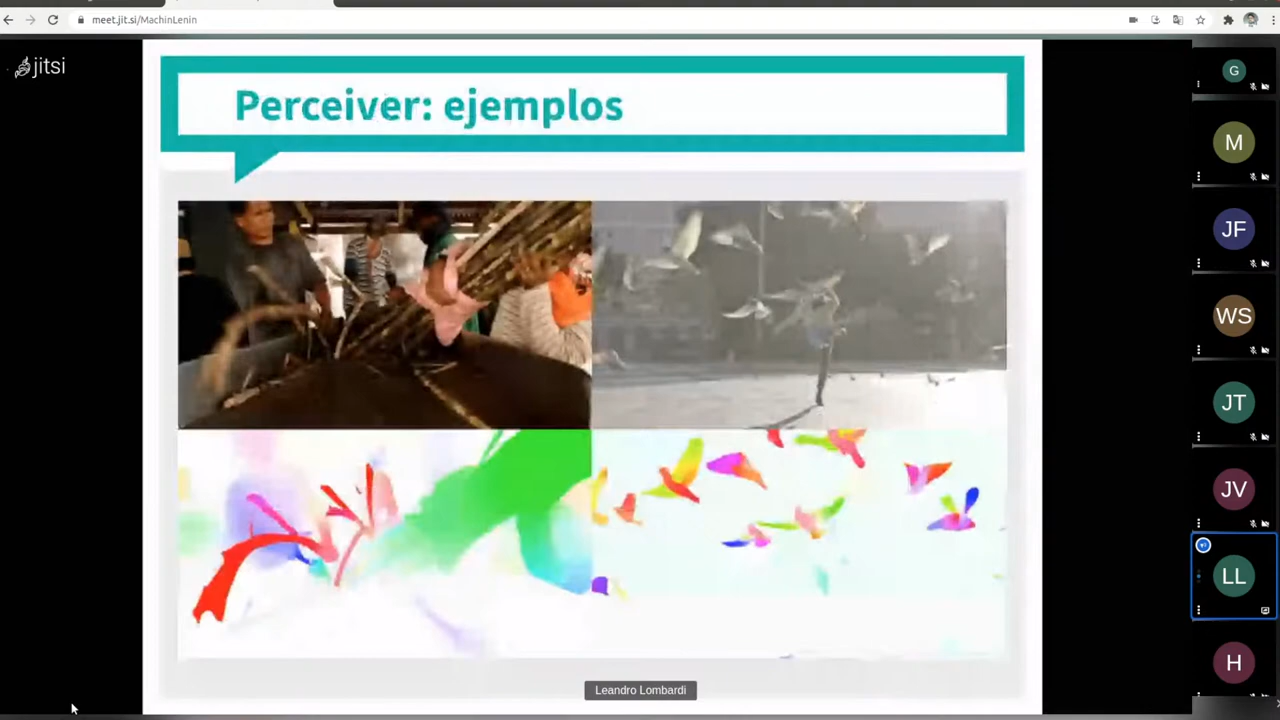 meet.jit.si/MachinLenin
jitsi
Perceiver: ejemplos
G
M
JF
WS
JT
JV
LL
H
Leandro Lombardi